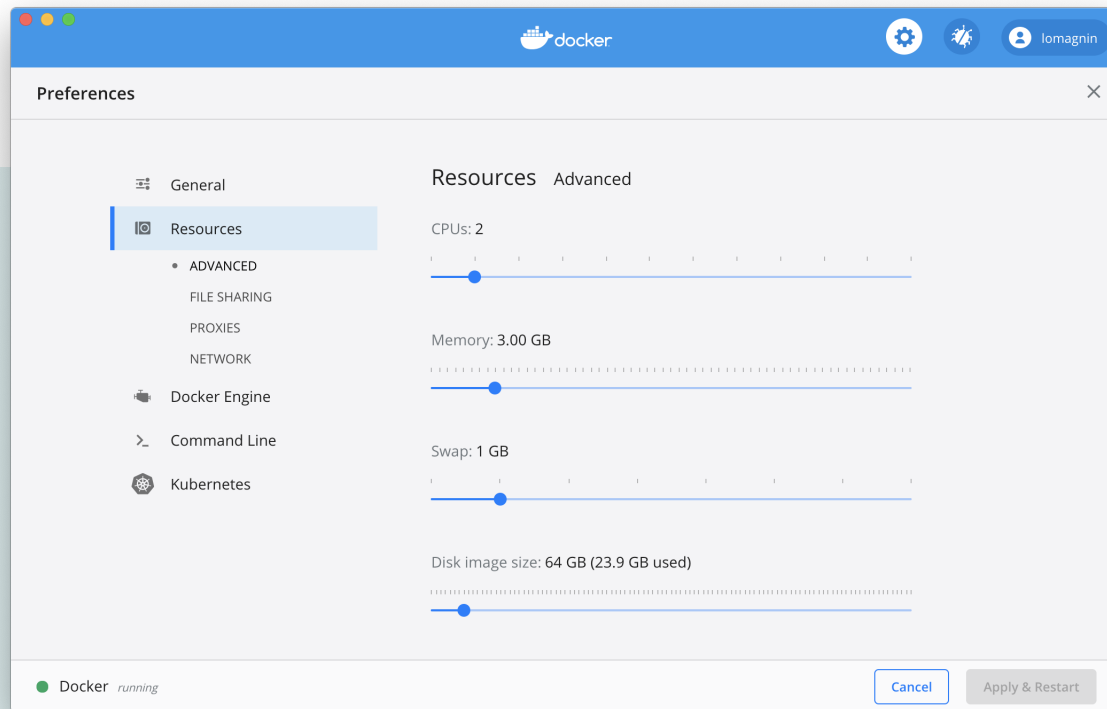 docker
lomagnin
Preferences
General
Resources
ADVANCED
FILE SHARING
PROXIES
NETWORK
Docker Engine
Command Line
Kubernetes
Resources Advanced
CPUs: 2
Memory: 3.00 GB
Swap: 1 GB
Disk image size: 64 GB (23.9 GB used)
Docker running
Cancel
Apply & Restart